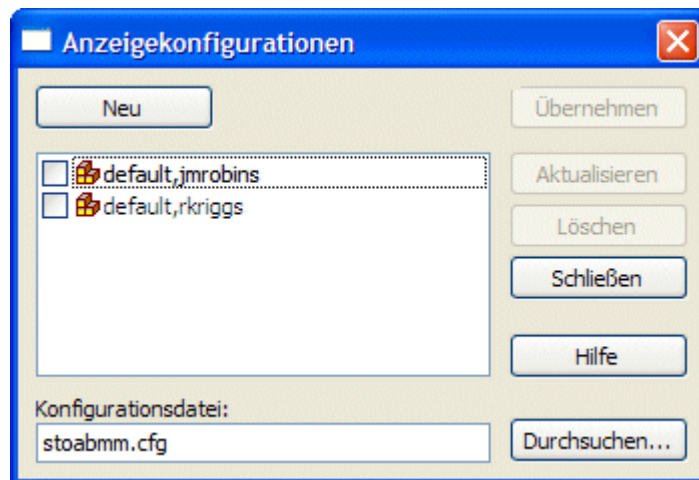 Anzeigekonfigurationen
Neu
Übernehmen
default,jmrobins
default,rkriggs
Aktualisieren
Löschen
Schließen
Hilfe
Konfigurationsdatei:
stoabmm.cfg
Durchsuchen...